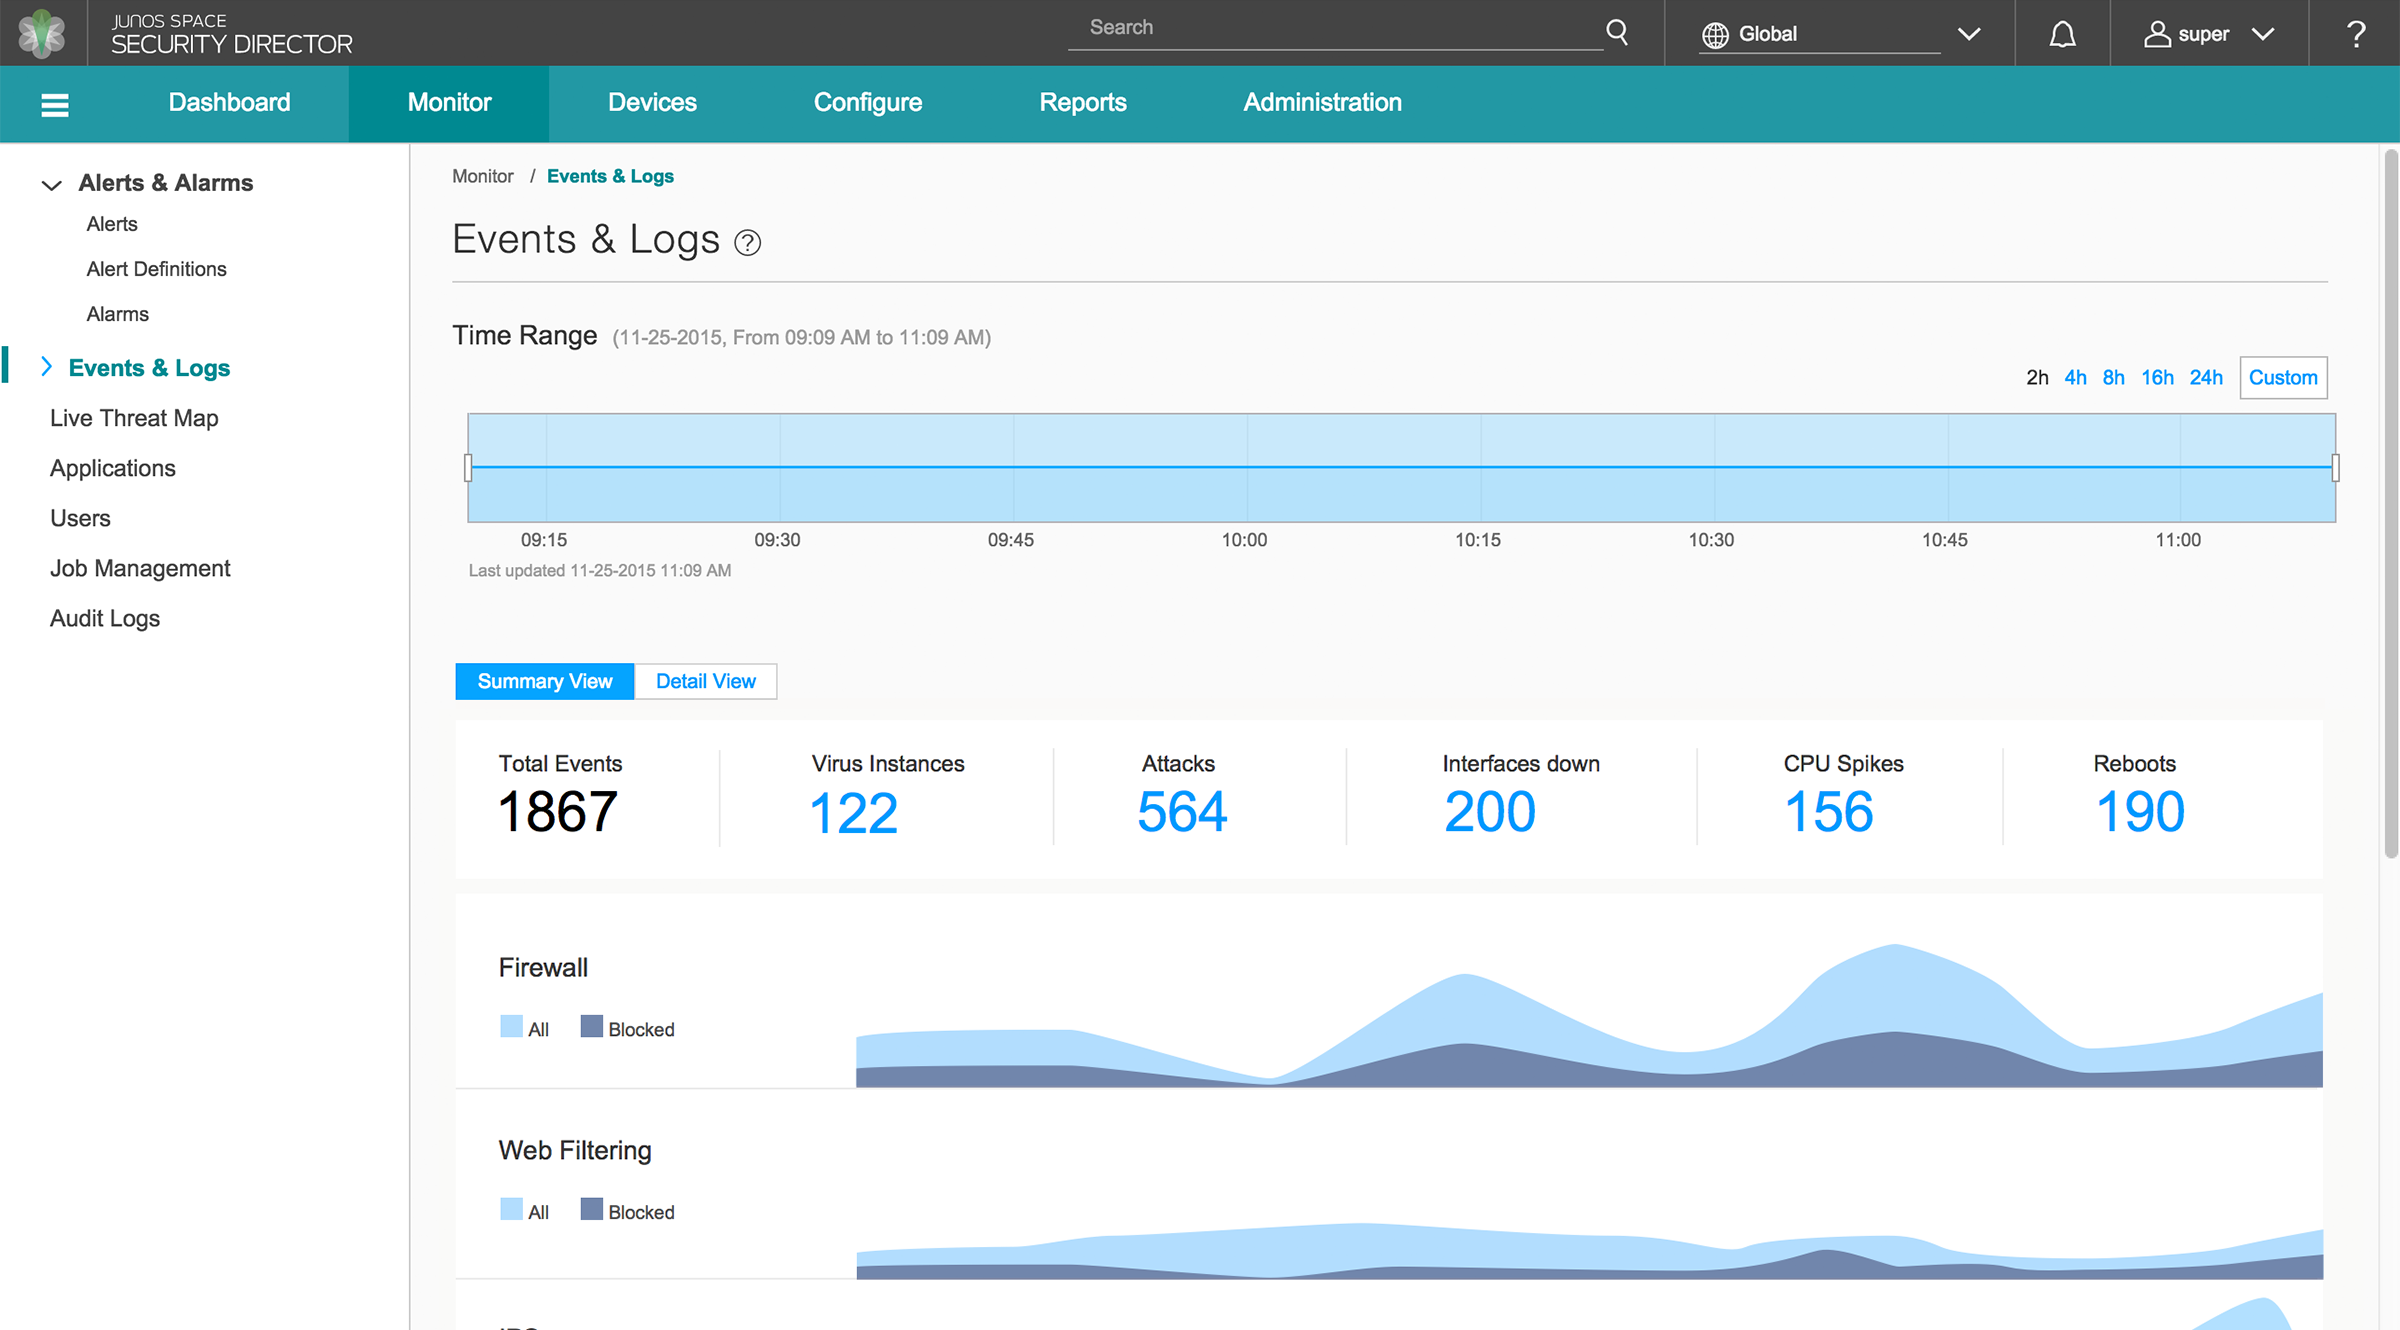 JUNOS SPACE
SECURITY DIRECTOR
Search
Global
super
?
Dashboard Monitor Devices Configure Reports Administration
Alerts & Alarms
Alerts
Alert Definitions
Alarms
Events & Logs
Live Threat Map
Applications
Users
Job Management
Audit Logs
Monitor / Events & Logs
Events & Logs ?
Time Range (11-25-2015, From 09:09 AM to 11:09 AM)
2h 4h 8h 16h 24h Custom
09:15 09:30 09:45 10:00 10:15 10:30 10:45 11:00
Last updated 11-25-2015 11:09 AM
Summary View Detail View
Total Events Virus Instances Attacks Interfaces down CPU Spikes Reboots
1867 122 564 200 156 190
Firewall
All Blocked
Web Filtering
All Blocked